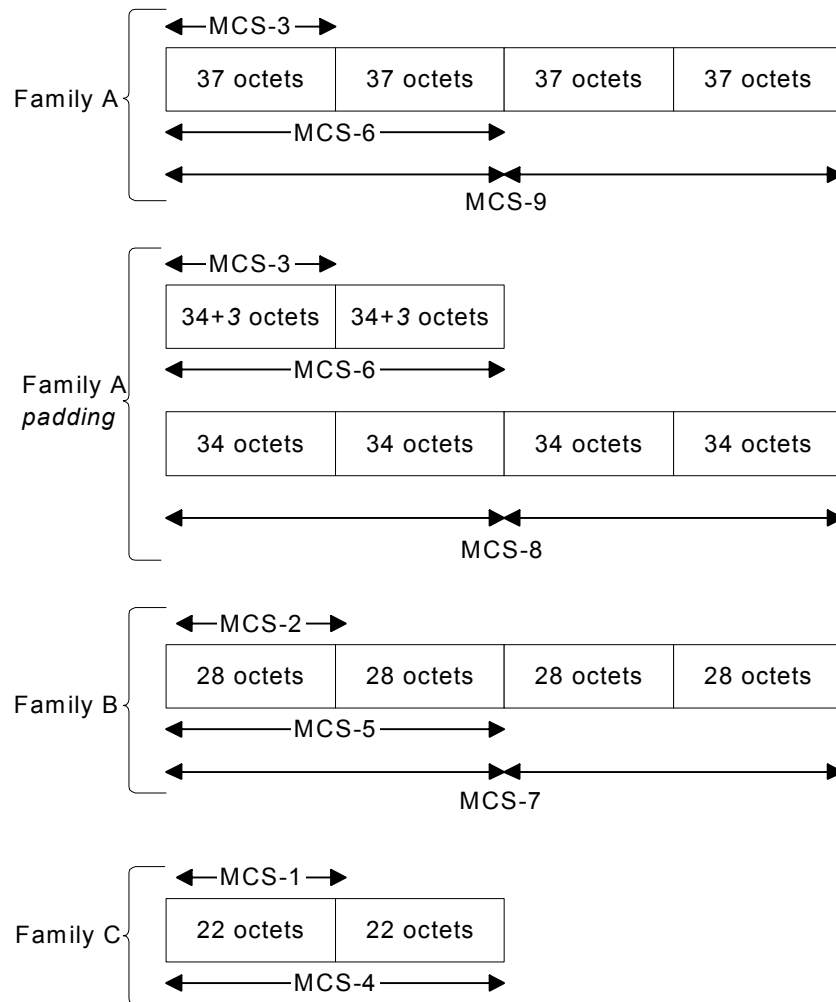 MCS-3
37 octets 37 octets 37 octets 37 octets
Family A
MCS-6
MCS-9
MCS-3
34+3 octets 34+3 octets
MCS-6
Family A
padding
34 octets 34 octets 34 octets 34 octets
MCS-8
MCS-2
28 octets 28 octets 28 octets 28 octets
Family B
MCS-5
MCS-7
MCS-1
22 octets 22 octets
Family C
MCS-4